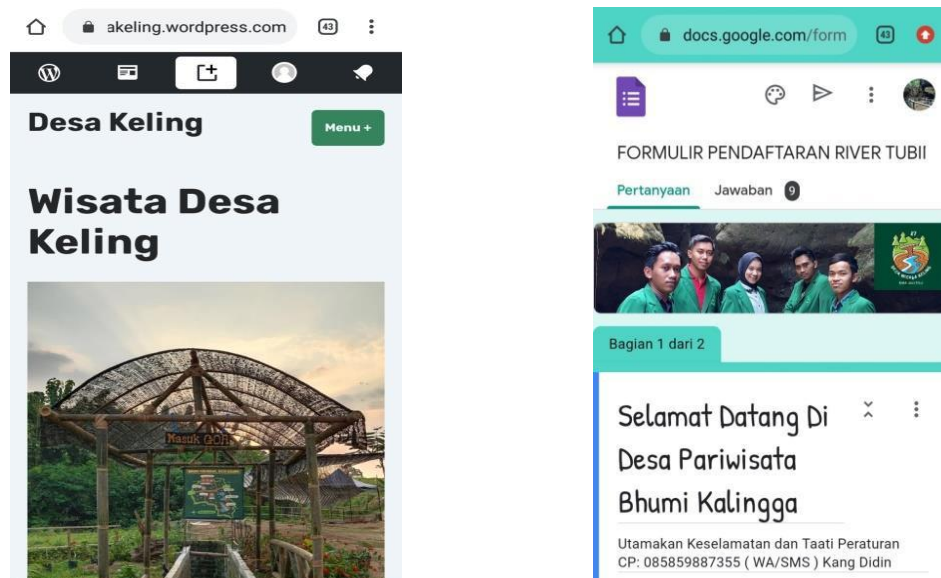 akeling.wordpress.com
43
Desa Keling
Menu +
Wisata Desa
Keling
Masuk GOH
docs.google.com/form
43
FORMULIR PENDAFTARAN RIVER TUBII
Pertanyaan Jawaban 9
Bagian 1 dari 2
Selamat Datang Di
Desa Pariwisata
Bhumi Kalingga
Utamakan Keselamatan dan Taati Peraturan
CP: 085859887355 ( WA/SMS ) Kang Didin